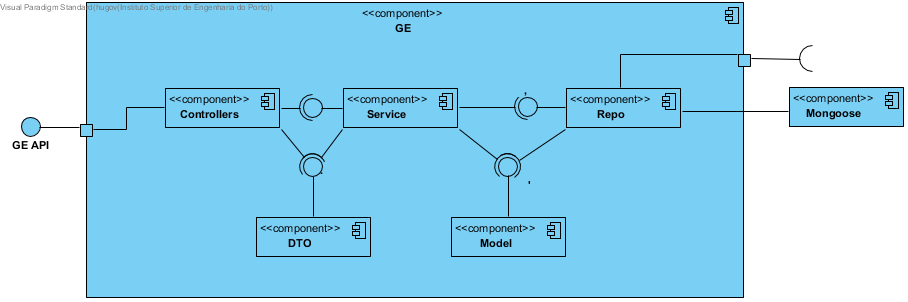 Visual Paradigm Standard(hugov(Instituto Superior de Engenharia do Porto))
<<component>>
GE
<<component>>
Controllers
<<component>>
Service
<<component>>
Repo
<<component>>
Mongoose
GE API
<<component>>
DTO
<<component>>
Model